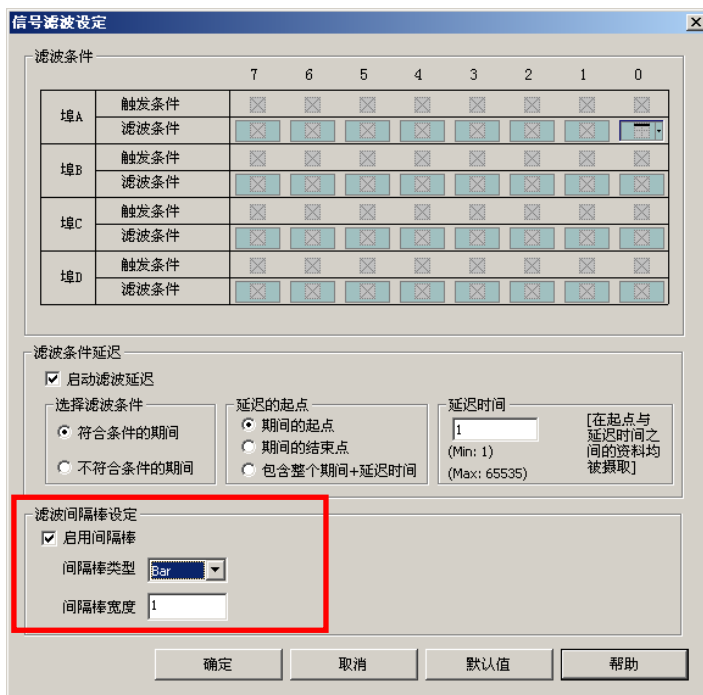 信号滤波设定
滤波条件
7 6 5 4 3 2 1 0
埠A
触发条件
滤波条件
埠B
触发条件
滤波条件
埠C
触发条件
滤波条件
埠D
触发条件
滤波条件
滤波条件延迟
启动滤波延迟
选择滤波条件
符合条件的期间
不符合条件的期间
延迟的起点
期间的起点
期间的结束点
包含整个期间+延迟时间
延迟时间
1
(Min: 1)
(Max: 65535)
[在起点与
延迟时间之
间的资料均
被摄取]
滤波间隔棒设定
启用间隔棒
间隔棒类型 Bar
间隔棒宽度 1
确定 取消 默认值 帮助